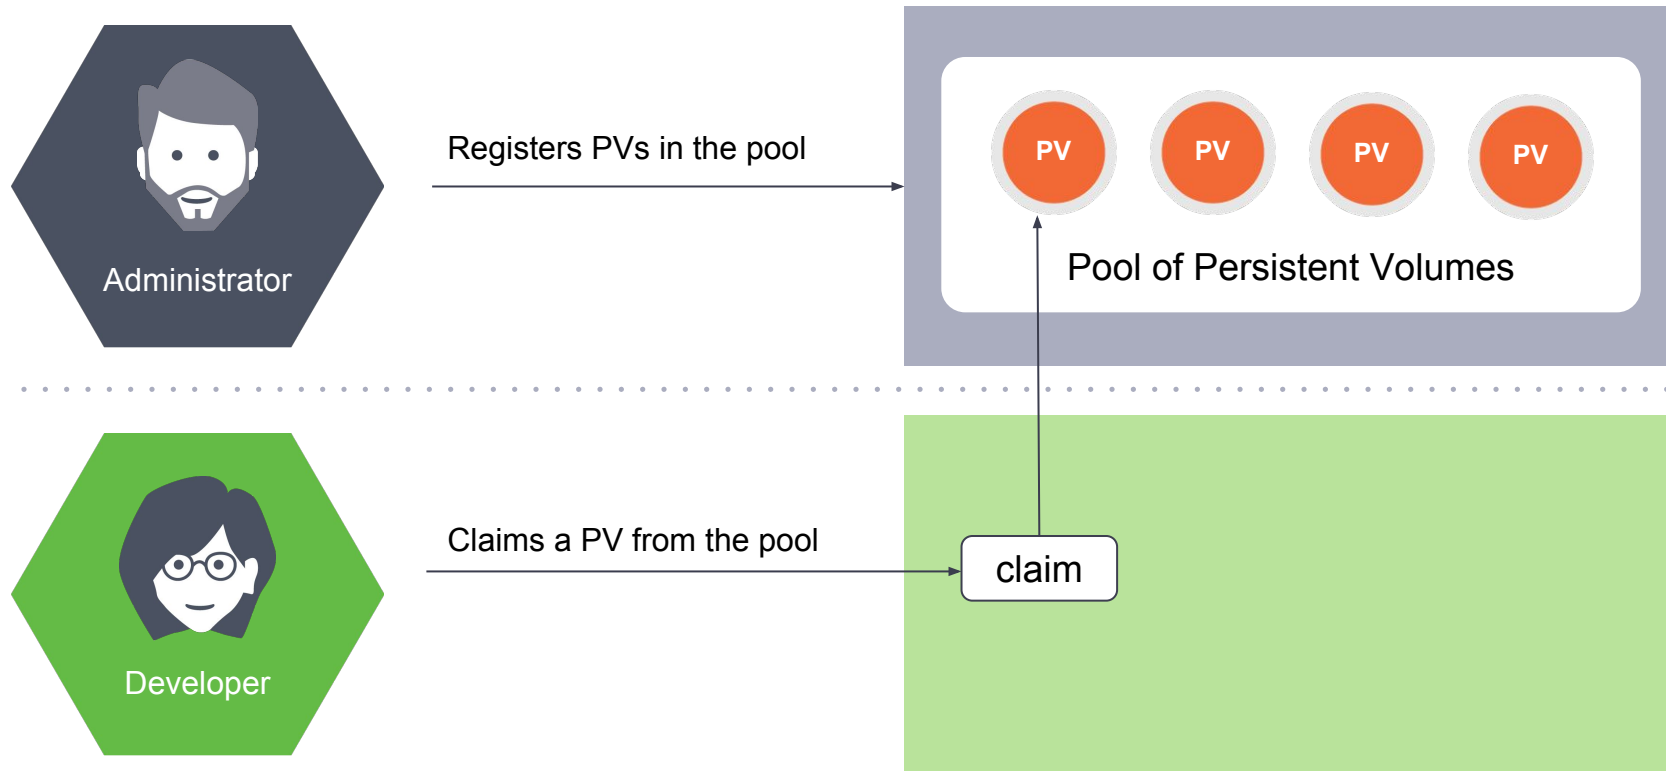 Administrator
Registers PVs in the pool
PV
PV
PV
PV
Pool of Persistent Volumes
Developer
Claims a PV from the pool
claim